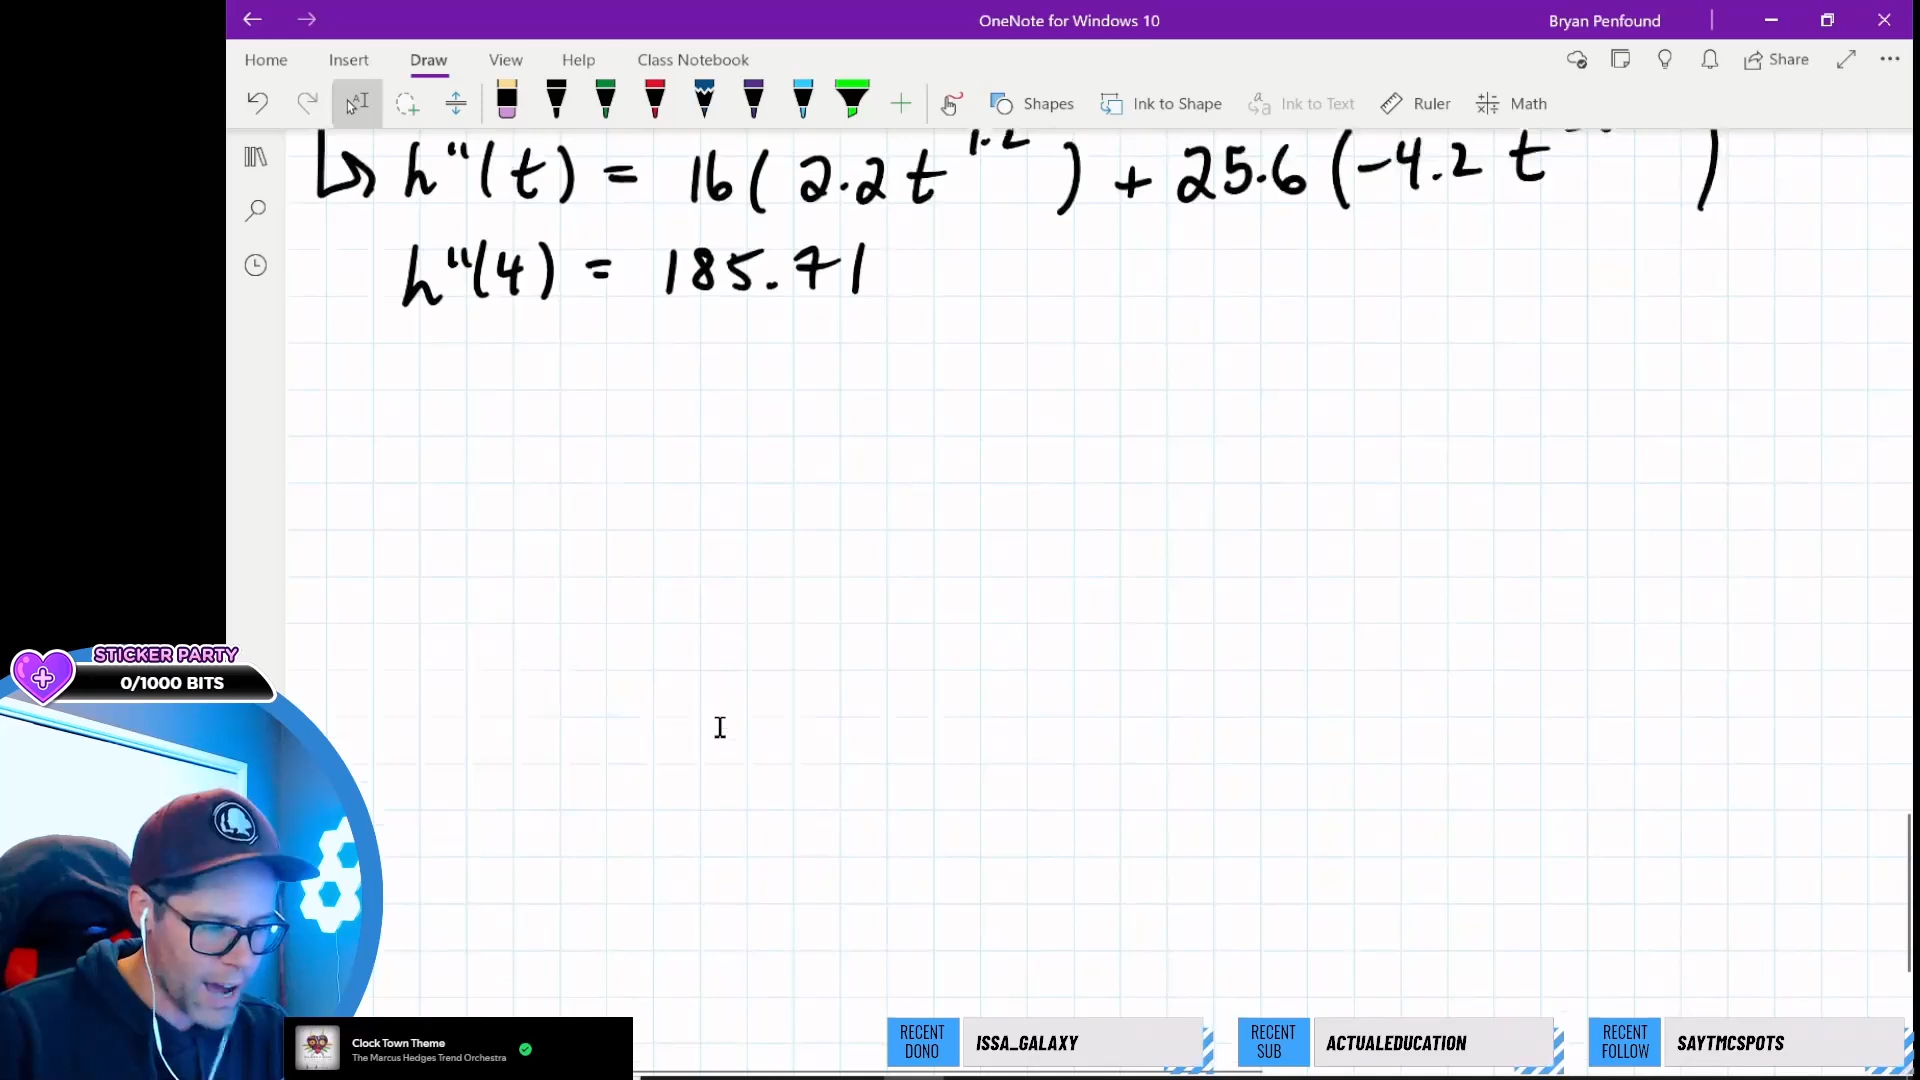 OneNote for Windows 10
Bryan Penfound
Home Insert Draw View Help Class Notebook
Share
Shapes Ink to Shape Ink to Text Ruler Math
h"(t) = 16(2.2t^1.2) + 25.6(-4.2t )
h"(4) = 185.71
STICKER PARTY
0/1000 BITS
Clock Town Theme
The Marcus Hedges Trend Orchestra
RECENT DONO
ISSA_GALAXY
RECENT SUB
ACTUALEDUCATION
RECENT FOLLOW
SAYTMCSPOTS